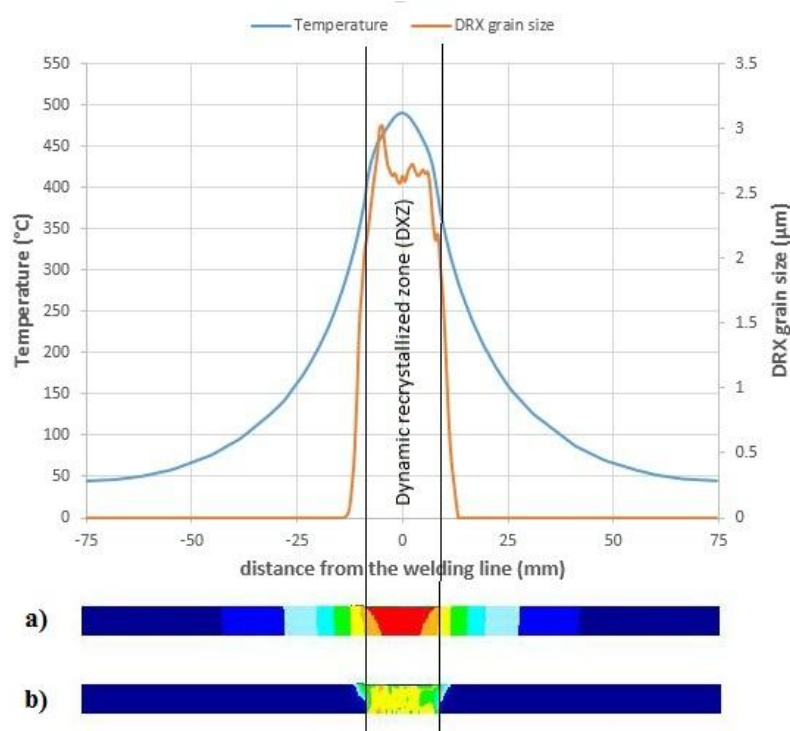 Temperature DRX grain size
550
500
450
400
350
300
250
200
150
100
50
0
Temperature (°C)
3.5
3
2.5
2
1.5
1
0.5
0
DRX grain size (µm)
Dynamic recrystallized zone (DXZ)
-75 -50 -25 0 25 50 75
distance from the welding line (mm)
a)
b)